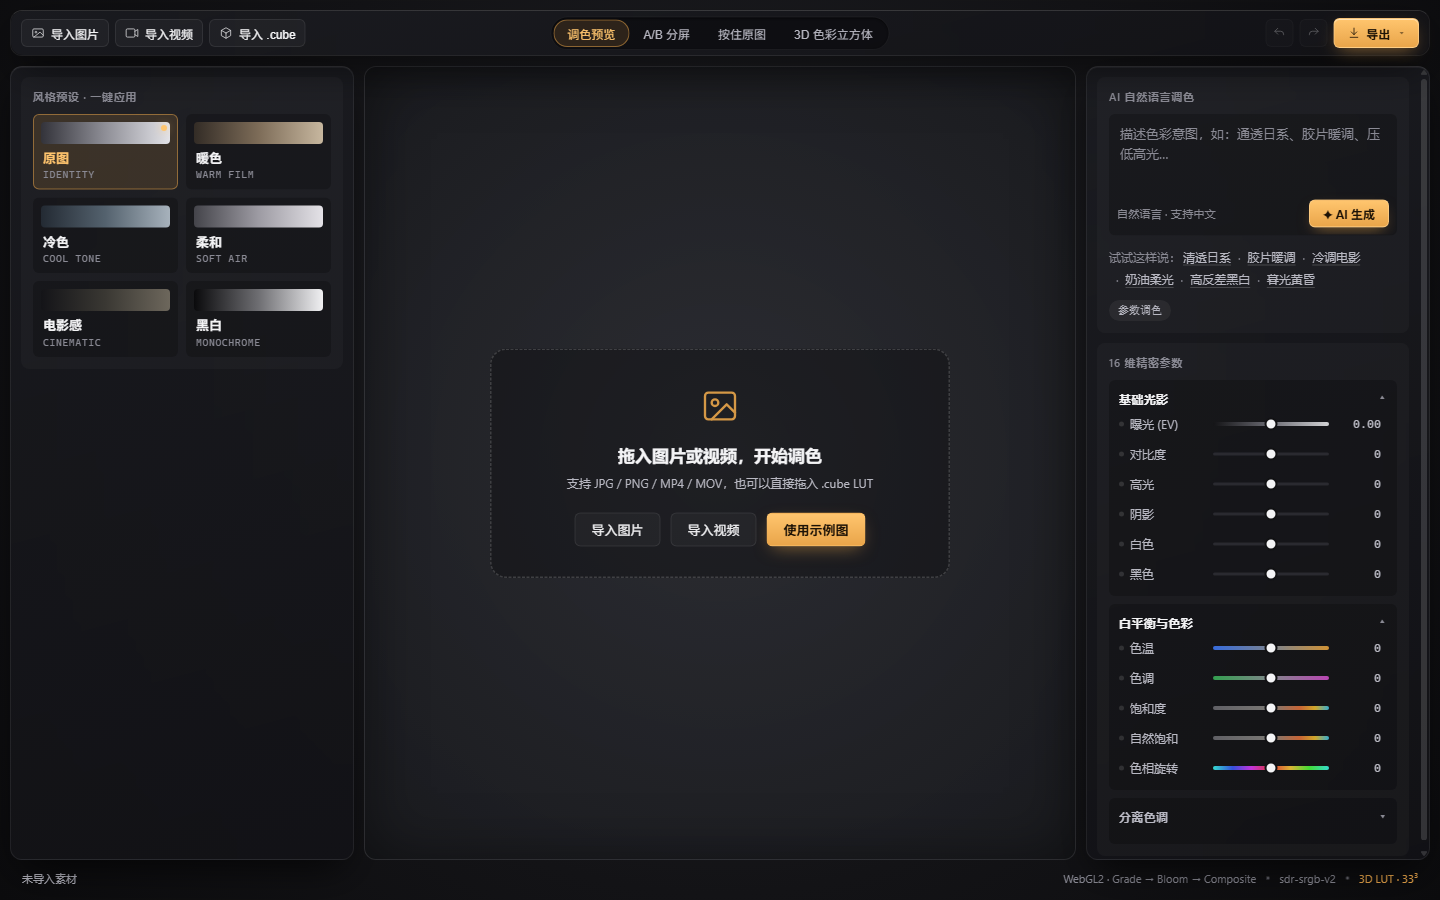 导入图片
导入视频
导入 .cube
调色预览
A/B 分屏
按住原图
3D 色彩立方体
导出
风格预设 · 一键应用
原图
IDENTITY
暖色
WARM FILM
冷色
COOL TONE
柔和
SOFT AIR
电影感
CINEMATIC
黑白
MONOCHROME
拖入图片或视频，开始调色
支持 JPG / PNG / MP4 / MOV，也可以直接拖入 .cube LUT
导入图片
导入视频
使用示例图
AI 自然语言调色
描述色彩意图，如：通透日系、胶片暖调、压
低高光...
自然语言 · 支持中文
✦ AI 生成
试试这样说： 清透日系 · 胶片暖调 · 冷调电影
· 奶油柔光 · 高反差黑白 · 暮光黄昏
参数调色
16 维精密参数
基础光影
曝光 (EV) 0.00
对比度 0
高光 0
阴影 0
白色 0
黑色 0
白平衡与色彩
色温 0
色调 0
饱和度 0
自然饱和 0
色相旋转 0
分离色调
未导入素材
WebGL2 · Grade → Bloom → Composite • sdr-srgb-v2 • 3D LUT · 33³